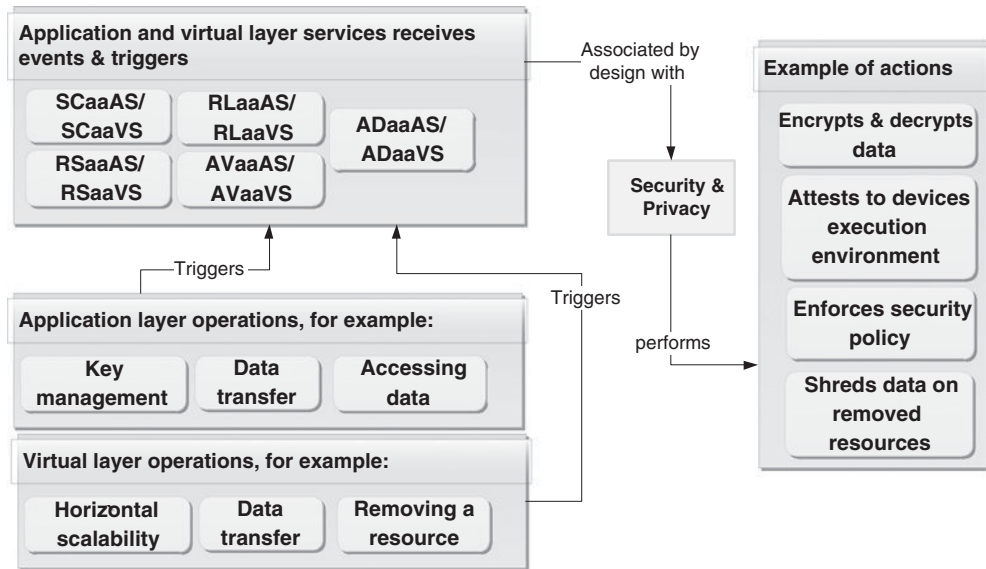 Application and virtual layer services receives
events & triggers
SCaaAS/
SCaaVS
RLaaAS/
RLaaVS
ADaaAS/
ADaaVS
RSaaAS/
RSaaVS
AVaaAS/
AVaaVS
Associated by
design with
Security &
Privacy
performs
Example of actions
Encrypts & decrypts
data
Attests to devices
execution
environment
Enforces security
policy
Shreds data on
removed
resources
Triggers
Triggers
Application layer operations, for example:
Key
management
Data
transfer
Accessing
data
Virtual layer operations, for example:
Horizontal
scalability
Data
transfer
Removing a
resource